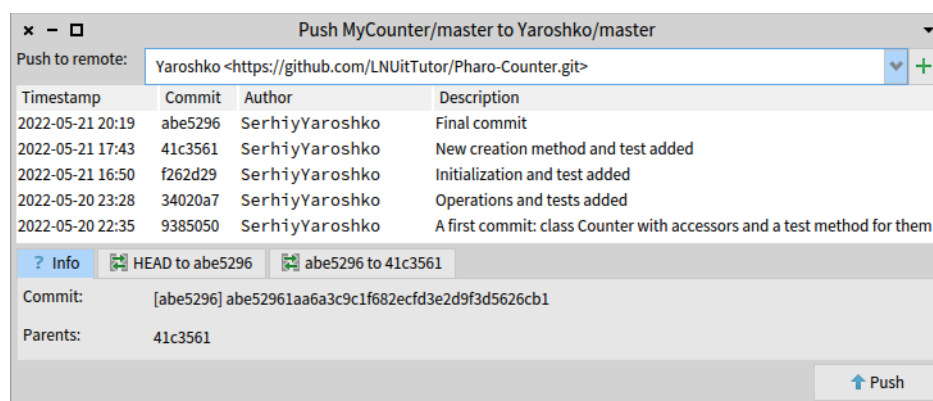 Push MyCounter/master to Yaroshko/master
Push to remote: Yaroshko <https://github.com/LNUitTutor/Pharo-Counter.git>
Timestamp Commit Author Description
2022-05-21 20:19 abe5296 SerhiyYaroshko Final commit
2022-05-21 17:43 41c3561 SerhiyYaroshko New creation method and test added
2022-05-21 16:50 f262d29 SerhiyYaroshko Initialization and test added
2022-05-20 23:28 34020a7 SerhiyYaroshko Operations and tests added
2022-05-20 22:35 9385050 SerhiyYaroshko A first commit: class Counter with accessors and a test method for them
? Info HEAD to abe5296 abe5296 to 41c3561
Commit: [abe5296] abe52961aa6a3c9c1f682ecfd3e2d9f3d5626cb1
Parents: 41c3561
Push